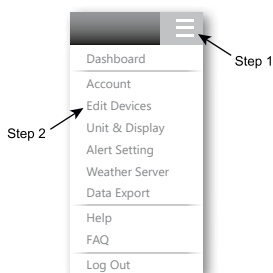 Step 1
Dashboard
Account
Edit Devices
Step 2
Unit & Display
Alert Setting
Weather Server
Data Export
Help
FAQ
Log Out